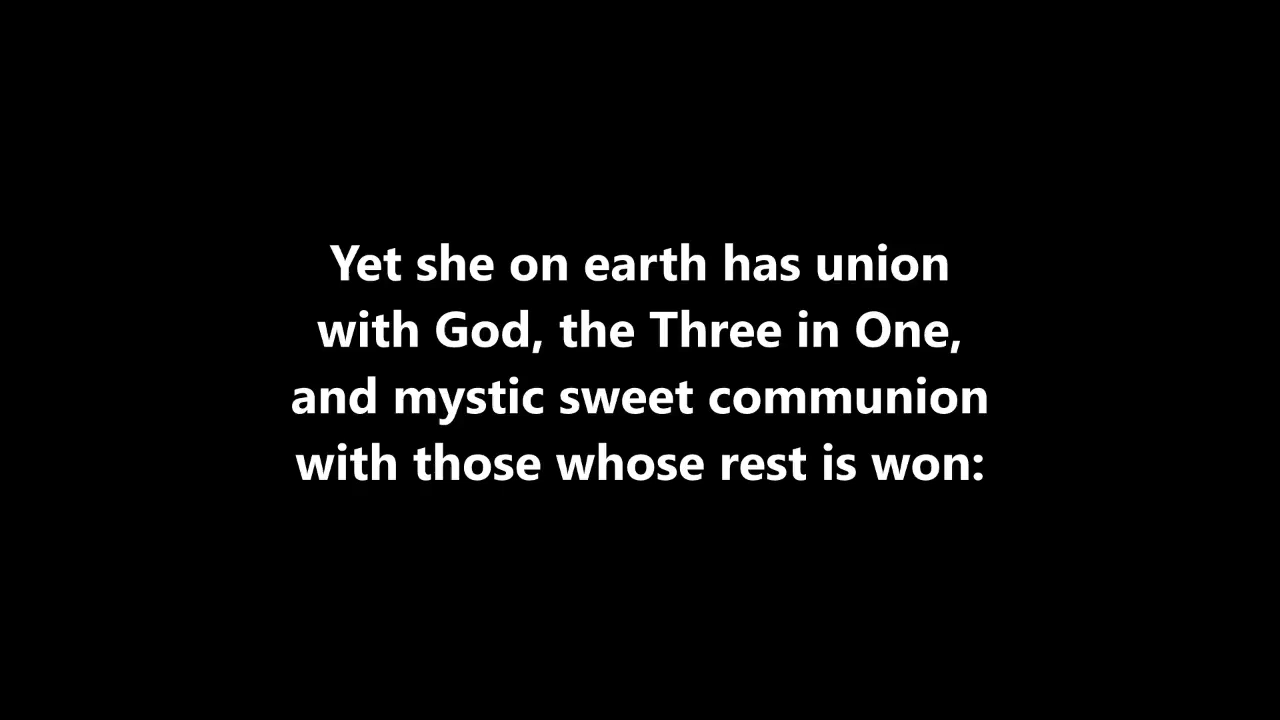 Yet she on earth has union
with God, the Three in One,
and mystic sweet communion
with those whose rest is won: